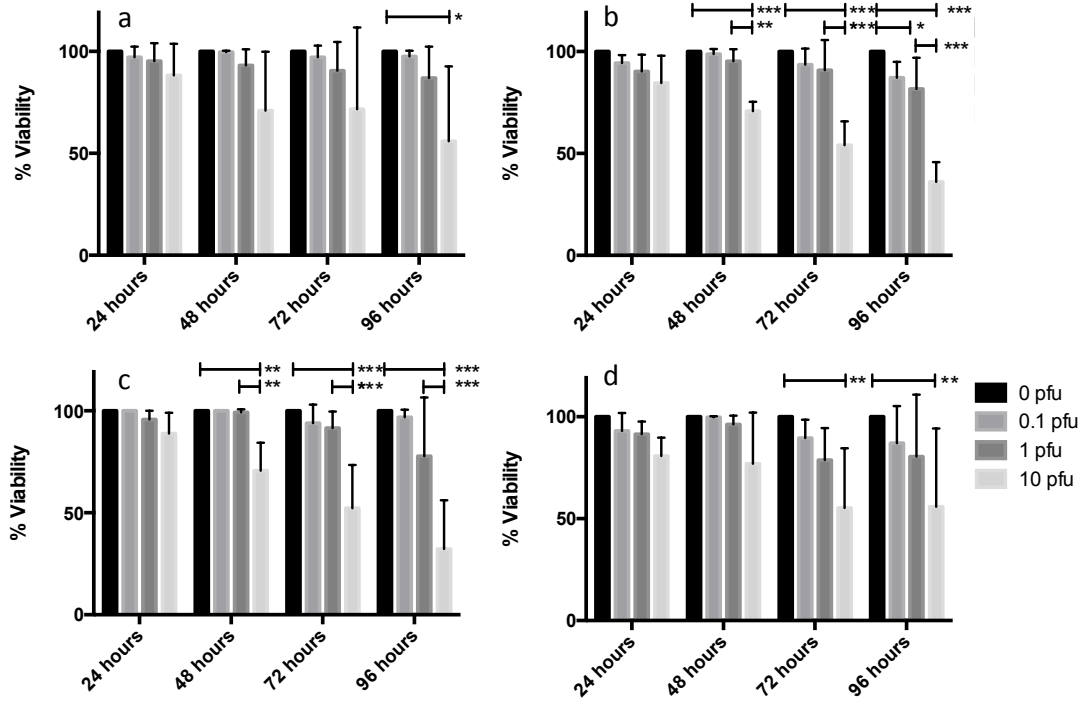 a
*
100
50
0
% Viability
24 hours
48 hours
72 hours
96 hours
b
*** *** ***
** *** *
***
100
50
0
% Viability
24 hours
48 hours
72 hours
96 hours
c
** *** ***
** *** ***
100
50
0
% Viability
24 hours
48 hours
72 hours
96 hours
d
** **
100
50
0
% Viability
24 hours
48 hours
72 hours
96 hours
0 pfu
0.1 pfu
1 pfu
10 pfu